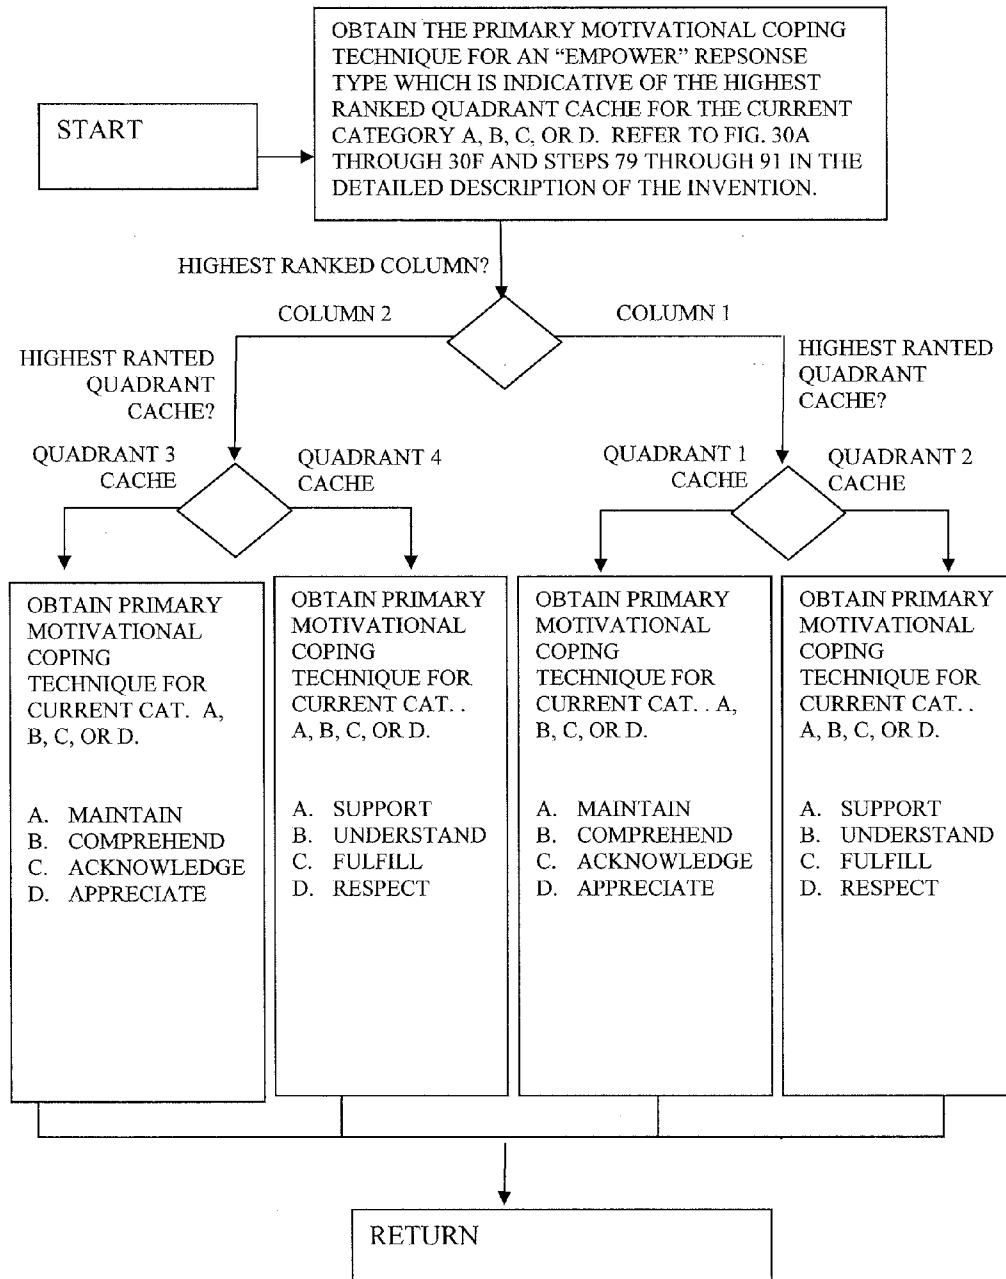 START
OBTAIN THE PRIMARY MOTIVATIONAL COPING
TECHNIQUE FOR AN “EMPOWER” REPSONSE
TYPE WHICH IS INDICATIVE OF THE HIGHEST
RANKED QUADRANT CACHE FOR THE CURRENT
CATEGORY A, B, C, OR D. REFER TO FIG. 30A
THROUGH 30F AND STEPS 79 THROUGH 91 IN THE
DETAILED DESCRIPTION OF THE INVENTION.
HIGHEST RANKED COLUMN?
COLUMN 2
COLUMN 1
HIGHEST RANTED
QUADRANT
CACHE?
HIGHEST RANTED
QUADRANT
CACHE?
QUADRANT 3
CACHE
QUADRANT 4
CACHE
QUADRANT 1
CACHE
QUADRANT 2
CACHE
OBTAIN PRIMARY
MOTIVATIONAL
COPING
TECHNIQUE FOR
CURRENT CAT. A,
B, C, OR D.
A. MAINTAIN
B. COMPREHEND
C. ACKNOWLEDGE
D. APPRECIATE
OBTAIN PRIMARY
MOTIVATIONAL
COPING
TECHNIQUE FOR
CURRENT CAT. .
A, B, C, OR D.
A. SUPPORT
B. UNDERSTAND
C. FULFILL
D. RESPECT
OBTAIN PRIMARY
MOTIVATIONAL
COPING
TECHNIQUE FOR
CURRENT CAT. . A,
B, C, OR D.
A. MAINTAIN
B. COMPREHEND
C. ACKNOWLEDGE
D. APPRECIATE
OBTAIN PRIMARY
MOTIVATIONAL
COPING
TECHNIQUE FOR
CURRENT CAT. .
A, B, C, OR D.
A. SUPPORT
B. UNDERSTAND
C. FULFILL
D. RESPECT
RETURN